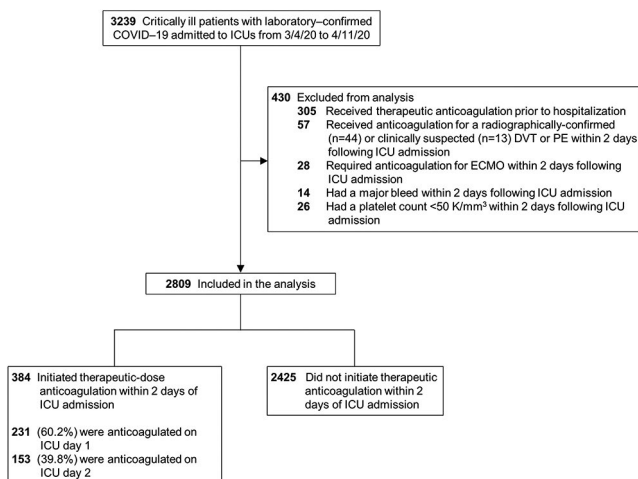 3239 Critically ill patients with laboratory–confirmed
COVID–19 admitted to ICUs from 3/4/20 to 4/11/20
430 Excluded from analysis
305 Received therapeutic anticoagulation prior to hospitalization
57 Received anticoagulation for a radiographically-confirmed
(n=44) or clinically suspected (n=13) DVT or PE within 2 days
following ICU admission
28 Required anticoagulation for ECMO within 2 days following
ICU admission
14 Had a major bleed within 2 days following ICU admission
26 Had a platelet count <50 K/mm³ within 2 days following ICU
admission
2809 Included in the analysis
384 Initiated therapeutic-dose
anticoagulation within 2 days of
ICU admission
231 (60.2%) were anticoagulated on
ICU day 1
153 (39.8%) were anticoagulated on
ICU day 2
2425 Did not initiate therapeutic
anticoagulation within 2
days of ICU admission